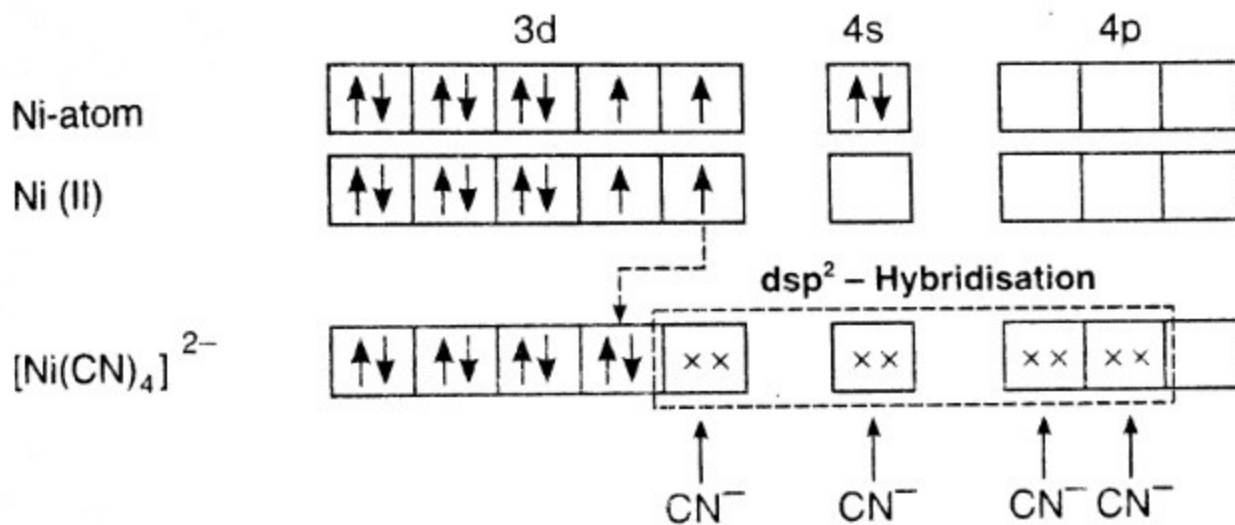 3d 4s 4p
Ni-atom
Ni (II)
dsp² – Hybridisation
[Ni(CN)₄]²⁻
×× ×× ×× ××
CN⁻ CN⁻ CN⁻ CN⁻